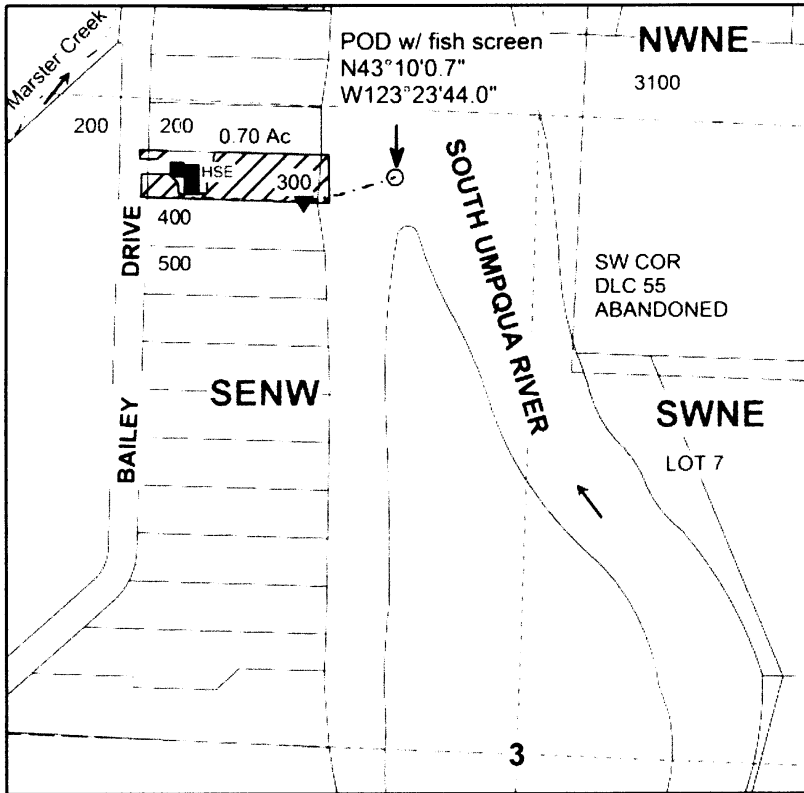 POD w/ fish screen
N43°10'0.7"
W123°23'44.0"
NWNE
3100
Marster Creek
200
200
0.70 Ac
HSE
300
400
500
DRIVE
BAILEY
SENW
SOUTH UMPQUA RIVER
SW COR
DLC 55
ABANDONED
SWNE
LOT 7
3